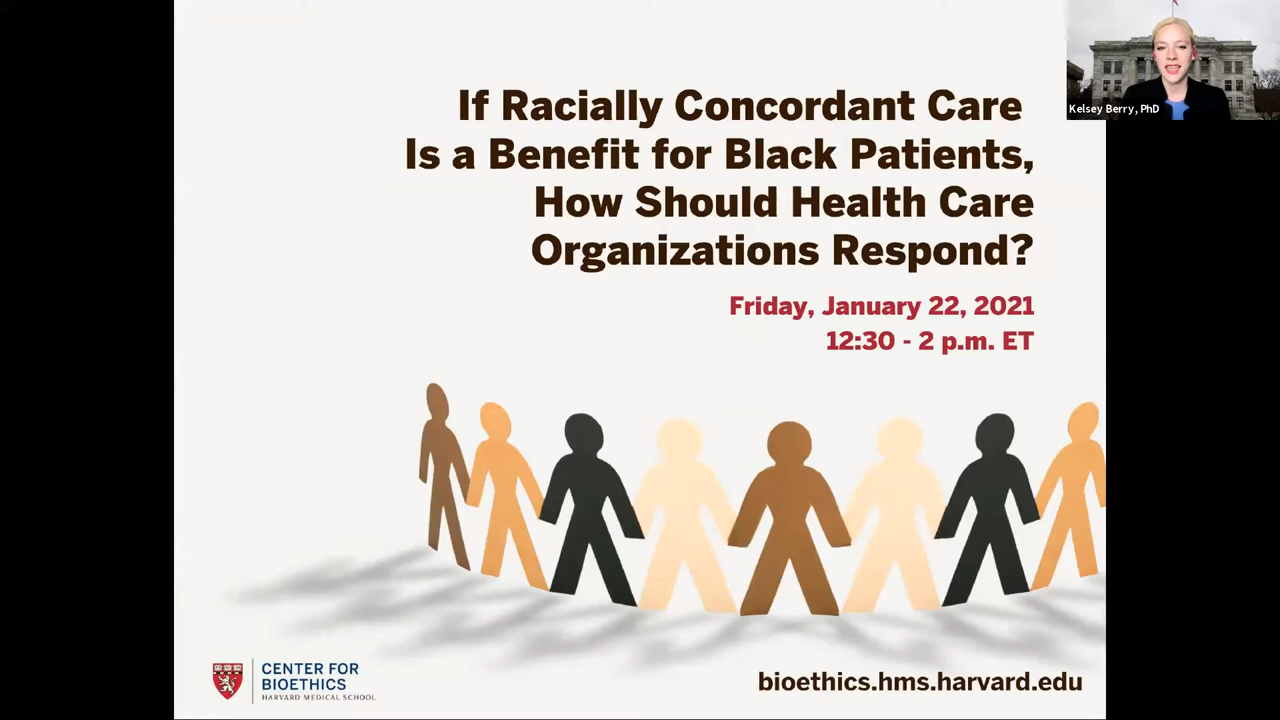 Kelsey Berry, PhD
If Racially Concordant Care
Is a Benefit for Black Patients,
How Should Health Care
Organizations Respond?
Friday, January 22, 2021
12:30 - 2 p.m. ET
CENTER FOR
BIOETHICS
HARVARD MEDICAL SCHOOL
bioethics.hms.harvard.edu